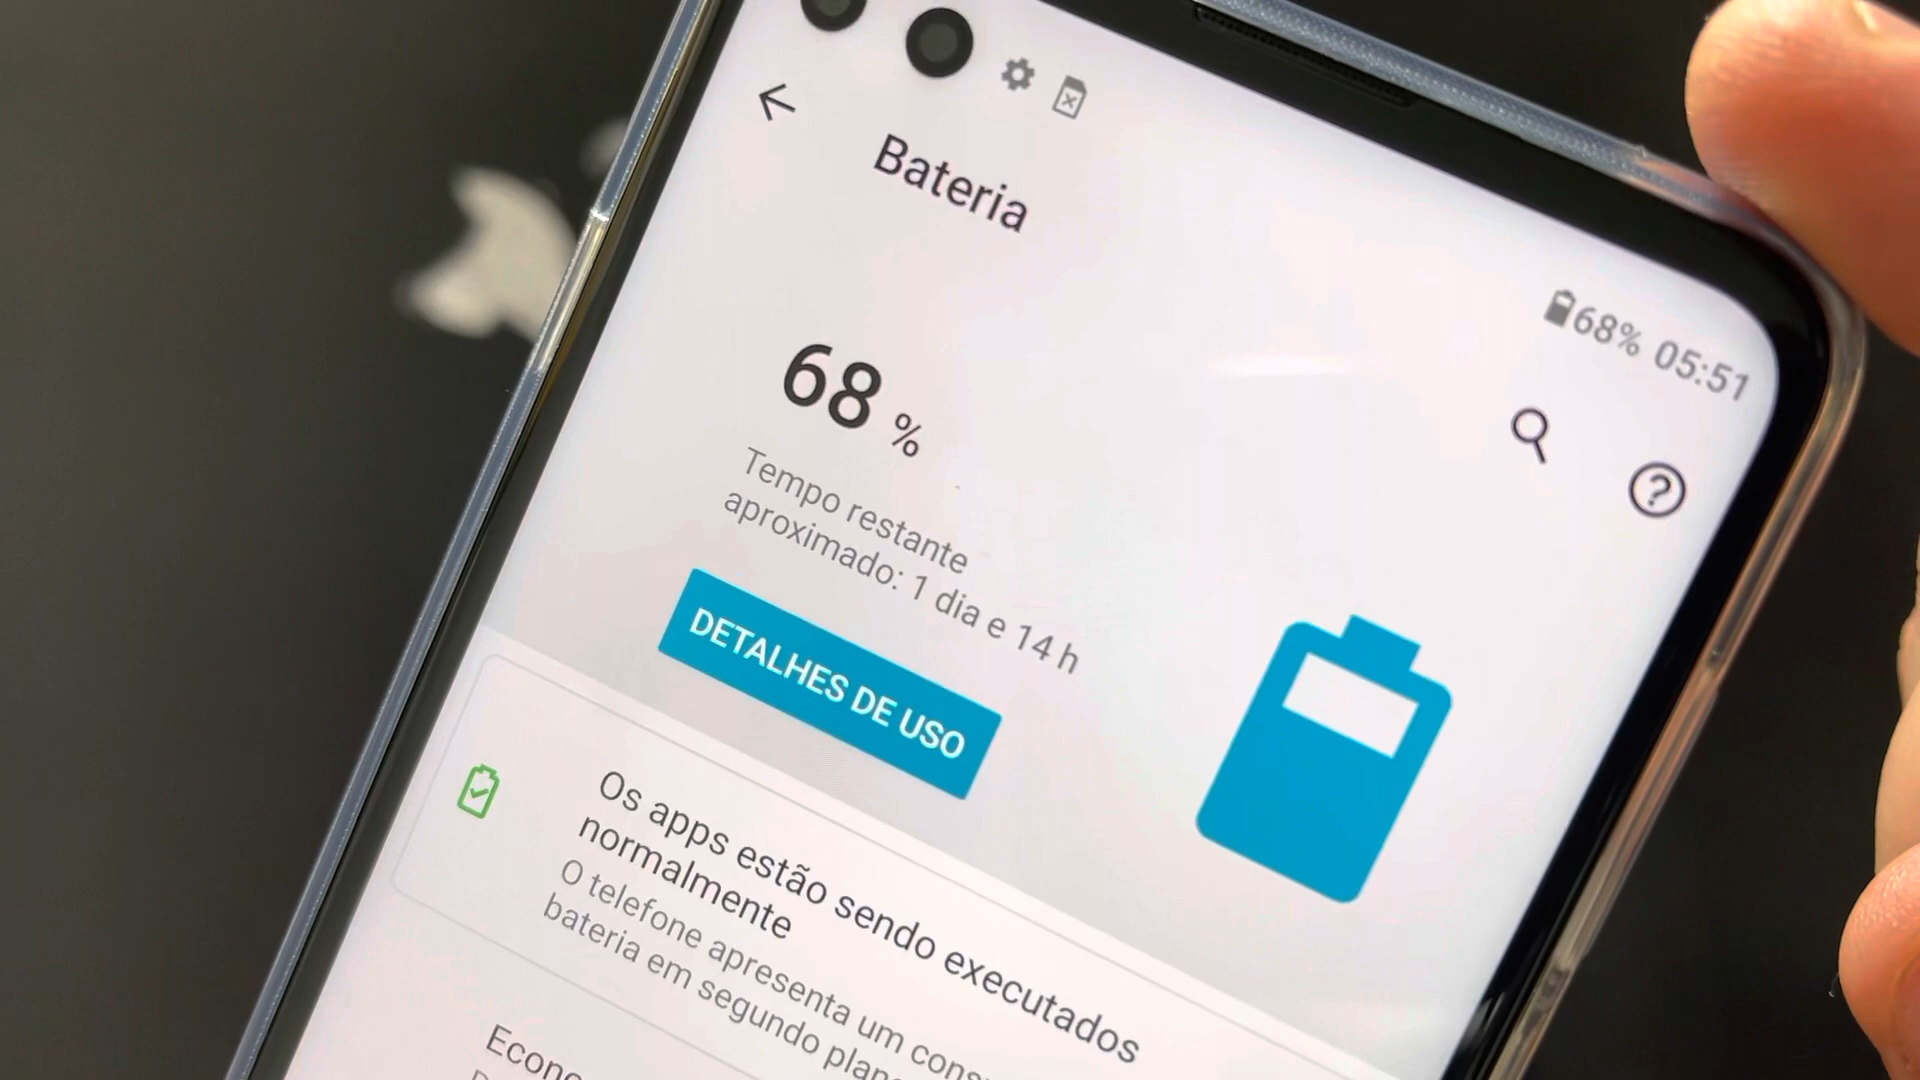 Bateria
68% 05:51
68 %
Tempo restante
aproximado: 1 dia e 14 h
DETALHES DE USO
Os apps estão sendo executados
normalmente
O telefone apresenta um
bateria em segundo